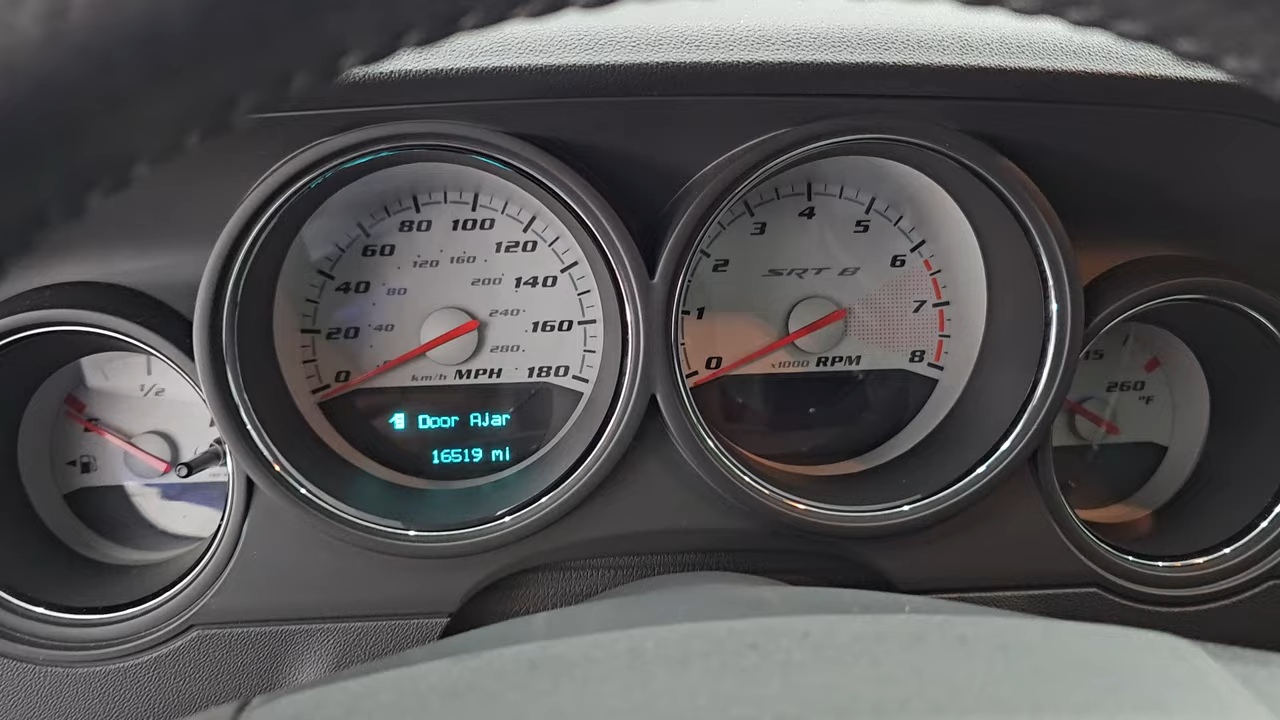 1/2
80 100
60 120
120 160
200 140
40 80
20 40
240
160
280
0 km/h MPH 180
Door Ajar
16519 mi
4
3 5
2 6
SRT 8
1 7
0 x1000 RPM 8
260
°F